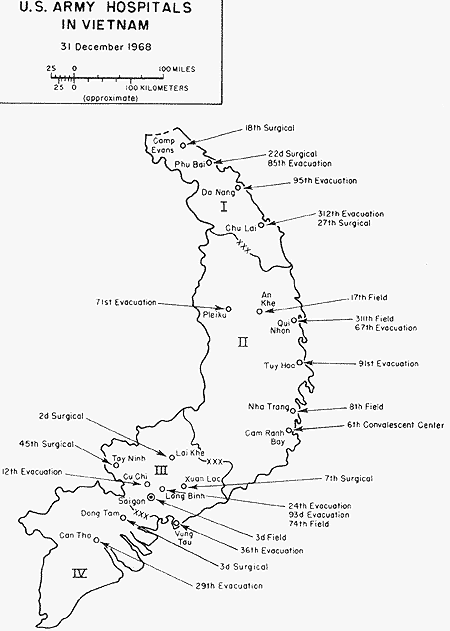 U.S. ARMY HOSPITALS
IN VIETNAM
31 December 1968
25 0 100 MILES
25 0 100 KILOMETERS
(approximate)
18th Surgical
Camp
Evans
22d Surgical
85th Evacuation
Phu Bai
95th Evacuation
Da Nang
I
312th Evacuation
27th Surgical
Chu Lai
XXX
An
Khe
17th Field
71st Evacuation
Pleiku
Qui
Nhon
311th Field
67th Evacuation
II
Tuy Hoa
91st Evacuation
Nha Trang
8th Field
Cam Ranh
Bay
6th Convalescent Center
2d Surgical
45th Surgical
Lai Khe
XXX
Tay Ninh
III
12th Evacuation
Cu Chi
Xuan Loc
7th Surgical
Long Binh
Saigon
24th Evacuation
93d Evacuation
74th Field
XXX
Dong Tam
Vung
Tau
3d Field
Can Tho
36th Evacuation
3d Surgical
IV
29th Evacuation